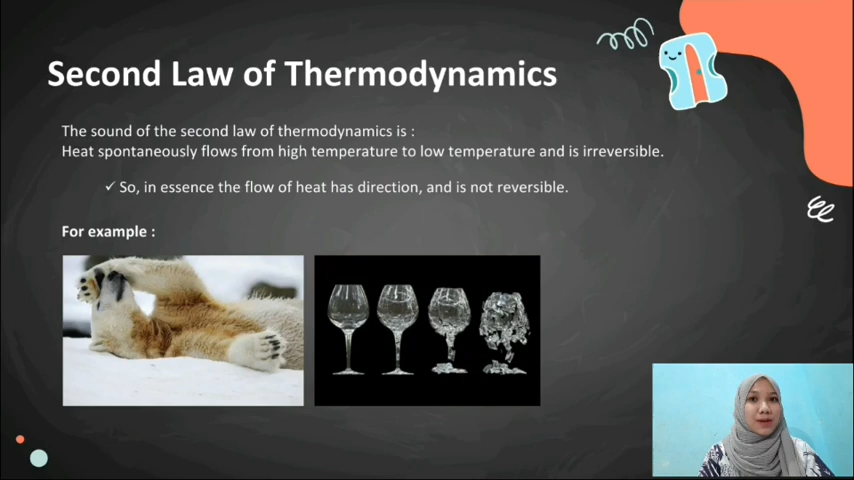 Second Law of Thermodynamics
The sound of the second law of thermodynamics is :
Heat spontaneously flows from high temperature to low temperature and is irreversible.
✓ So, in essence the flow of heat has direction, and is not reversible.
For example :